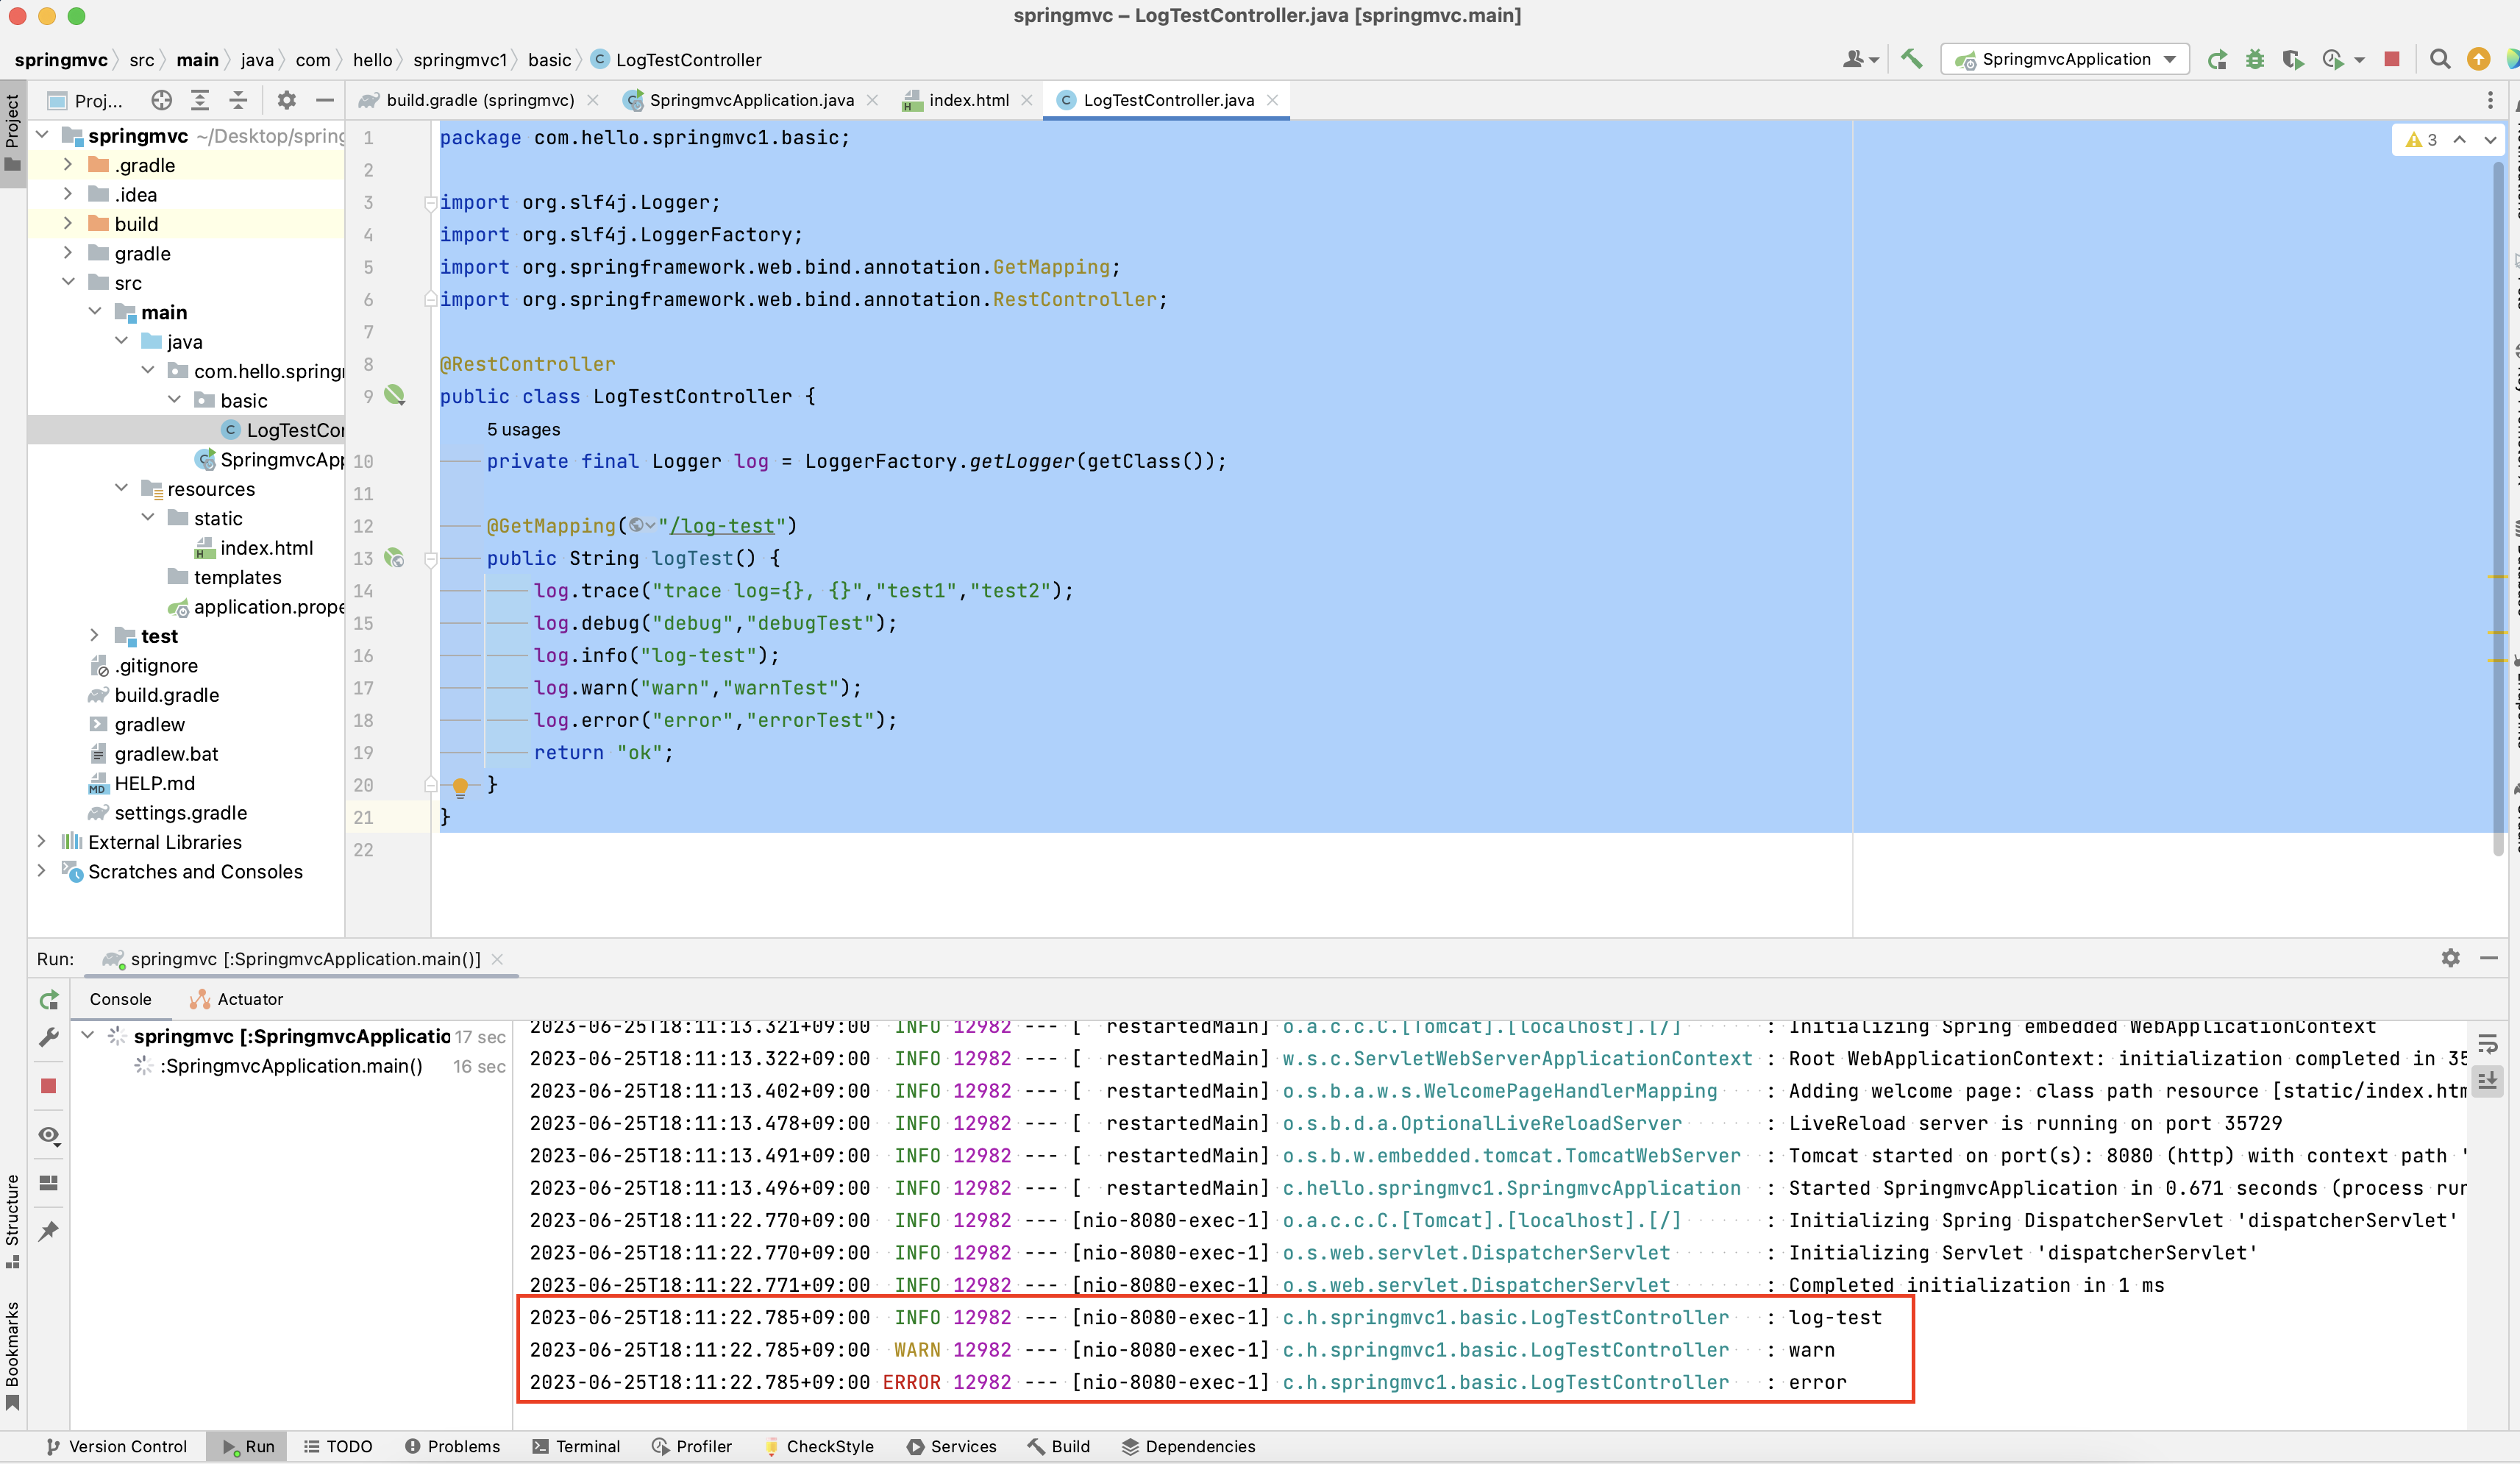 springmvc – LogTestController.java [springmvc.main]
springmvc src main java com hello springmvc1 basic LogTestController
SpringmvcApplication
Project
Proj...
build.gradle (springmvc)
SpringmvcApplication.java
index.html
LogTestController.java
springmvc ~/Desktop/spring
.gradle
.idea
build
gradle
src
main
java
com.hello.spring
basic
LogTestCor
SpringmvcApp
resources
static
index.html
templates
application.prope
test
.gitignore
build.gradle
gradlew
gradlew.bat
HELP.md
settings.gradle
External Libraries
Scratches and Consoles
3
1 package com.hello.springmvc1.basic;
2
3 import org.slf4j.Logger;
4 import org.slf4j.LoggerFactory;
5 import org.springframework.web.bind.annotation.GetMapping;
6 import org.springframework.web.bind.annotation.RestController;
7
8 @RestController
9 public class LogTestController {
5 usages
10 private final Logger log = LoggerFactory.getLogger(getClass());
11
12 @GetMapping("/log-test")
13 public String logTest() {
14 log.trace("trace log={}, {}","test1","test2");
15 log.debug("debug","debugTest");
16 log.info("log-test");
17 log.warn("warn","warnTest");
18 log.error("error","errorTest");
19 return "ok";
20 }
21 }
22
Run: springmvc [:SpringmvcApplication.main()]
Console Actuator
springmvc [:SpringmvcApplicatio 17 sec
:SpringmvcApplication.main() 16 sec
2023-06-25T18:11:13.321+09:00 INFO 12982 --- [ restartedMain] o.a.c.c.C.[Tomcat].[localhost].[/] : Initializing Spring embedded WebApplicationContext
2023-06-25T18:11:13.322+09:00 INFO 12982 --- [ restartedMain] w.s.c.ServletWebServerApplicationContext : Root WebApplicationContext: initialization completed in 35
2023-06-25T18:11:13.402+09:00 INFO 12982 --- [ restartedMain] o.s.b.a.w.s.WelcomePageHandlerMapping : Adding welcome page: class path resource [static/index.htm
2023-06-25T18:11:13.478+09:00 INFO 12982 --- [ restartedMain] o.s.b.d.a.OptionalLiveReloadServer : LiveReload server is running on port 35729
2023-06-25T18:11:13.491+09:00 INFO 12982 --- [ restartedMain] o.s.b.w.embedded.tomcat.TomcatWebServer : Tomcat started on port(s): 8080 (http) with context path '
2023-06-25T18:11:13.496+09:00 INFO 12982 --- [ restartedMain] c.hello.springmvc1.SpringmvcApplication : Started SpringmvcApplication in 0.671 seconds (process run
2023-06-25T18:11:22.770+09:00 INFO 12982 --- [nio-8080-exec-1] o.a.c.c.C.[Tomcat].[localhost].[/] : Initializing Spring DispatcherServlet 'dispatcherServlet'
2023-06-25T18:11:22.770+09:00 INFO 12982 --- [nio-8080-exec-1] o.s.web.servlet.DispatcherServlet : Initializing Servlet 'dispatcherServlet'
2023-06-25T18:11:22.771+09:00 INFO 12982 --- [nio-8080-exec-1] o.s.web.servlet.DispatcherServlet : Completed initialization in 1 ms
2023-06-25T18:11:22.785+09:00 INFO 12982 --- [nio-8080-exec-1] c.h.springmvc1.basic.LogTestController : log-test
2023-06-25T18:11:22.785+09:00 WARN 12982 --- [nio-8080-exec-1] c.h.springmvc1.basic.LogTestController : warn
2023-06-25T18:11:22.785+09:00 ERROR 12982 --- [nio-8080-exec-1] c.h.springmvc1.basic.LogTestController : error
Structure
Bookmarks
Version Control Run TODO Problems Terminal Profiler CheckStyle Services Build Dependencies